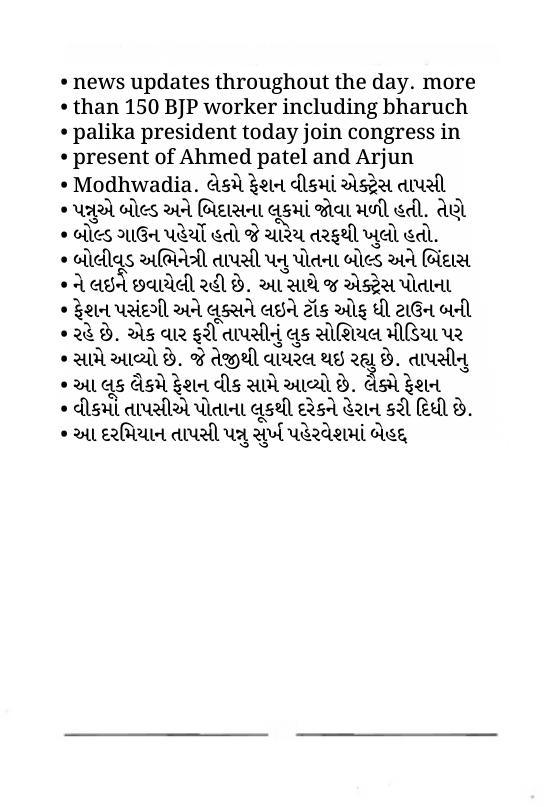 • news updates throughout the day. more
• than 150 BJP worker including bharuch
• palika president today join congress in
• present of Ahmed patel and Arjun
• Modhwadia. લેકમે ફેશન વીકમાં એક્ટ્રેસ તાપસી
• પન્નુએ બોલ્ડ અને બિદાસના લૂકમાં જોવા મળી હતી. તેણે
• બોલ્ડ ગાઉન પહેર્યો હતો જે ચારેય તરફથી ખુલો હતો.
• બોલીવૂડ અભિનેત્રી તાપસી પનુ પોતના બોલ્ડ અને બિંદાસ
• ને લઇને છવાયેલી રહી છે. આ સાથે જ એક્ટ્રેસ પોતાના
• ફેશન પસંદગી અને લૂક્સને લઇને ટૉક ઓફ ધી ટાઉન બની
• રહે છે. એક વાર ફરી તાપસીનું લુક સોશિયલ મીડિયા પર
• સામે આવ્યો છે. જે તેજીથી વાયરલ થઇ રહ્યુ છે. તાપસીનુ
• આ લૂક લૈકમે ફેશન વીક સામે આવ્યો છે. લૈક્મે ફેશન
• વીકમાં તાપસીએ પોતાના લૂકથી દરેકને હેરાન કરી દિધી છે.
• આ દરમિયાન તાપસી પન્નુ સુર્ખ પહેરવેશમાં બેહદ્દ